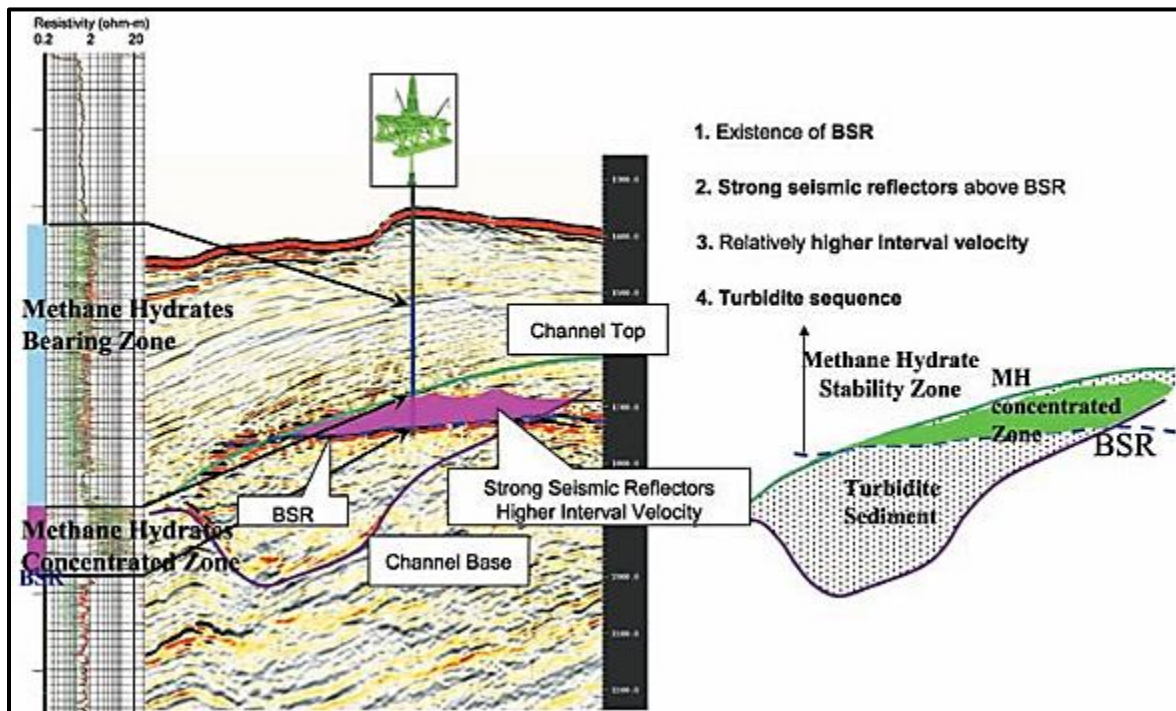 Resistivity (ohm-m)
0.2 2 20
Methane Hydrates
Bearing Zone
Methane Hydrates
Concentrated Zone
BSR
Channel Top
BSR
Strong Seismic Reflectors
Higher Interval Velocity
Channel Base
1. Existence of BSR
2. Strong seismic reflectors above BSR
3. Relatively higher interval velocity
4. Turbidite sequence
Methane Hydrate
Stability Zone
MH
concentrated
Zone
BSR
Turbidite
Sediment